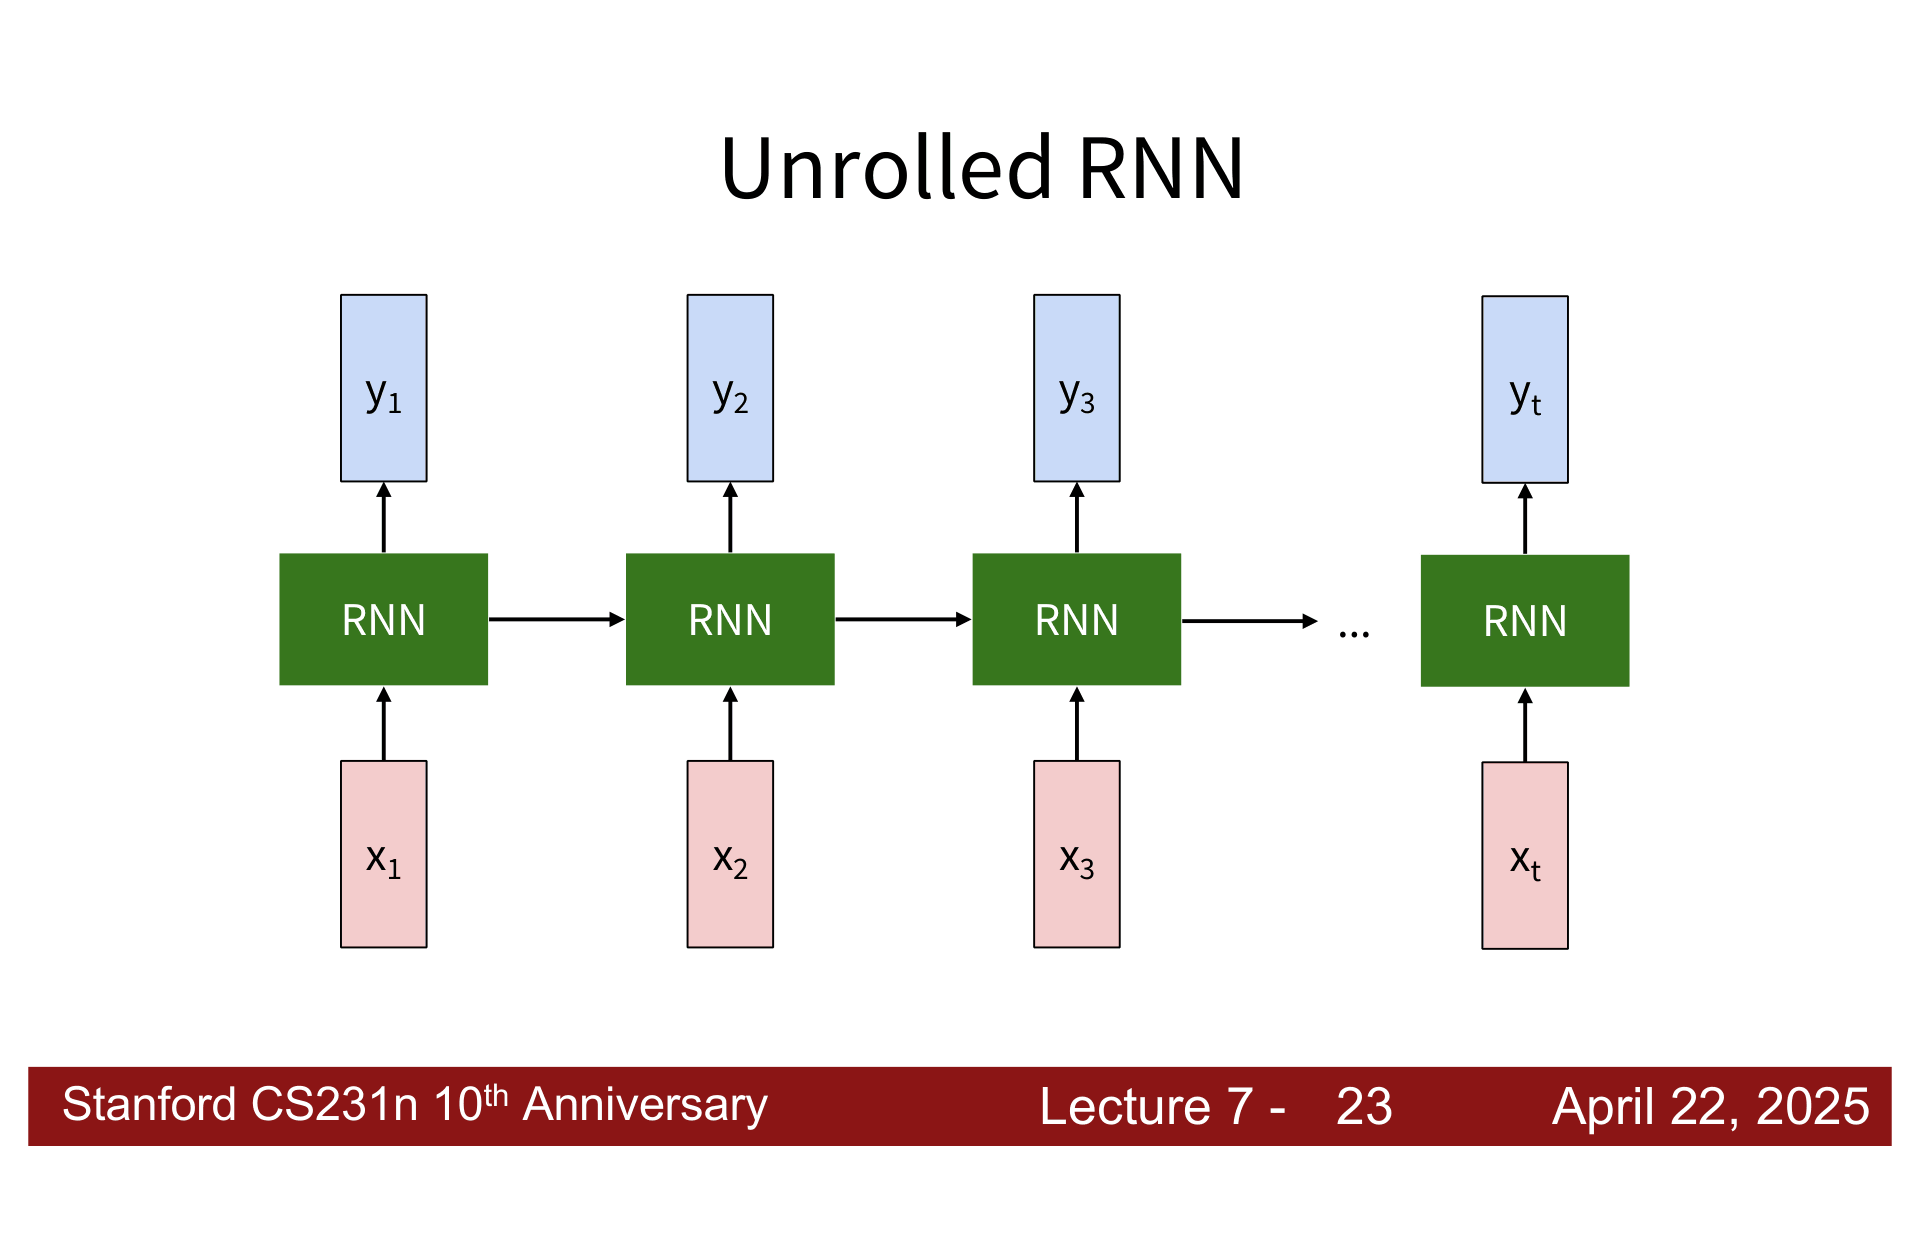 Unrolled RNN
y₁ y₂ y₃ yₜ
RNN RNN RNN ... RNN
x₁ x₂ x₃ xₜ
Stanford CS231n 10ᵗʰ Anniversary Lecture 7 - 23 April 22, 2025